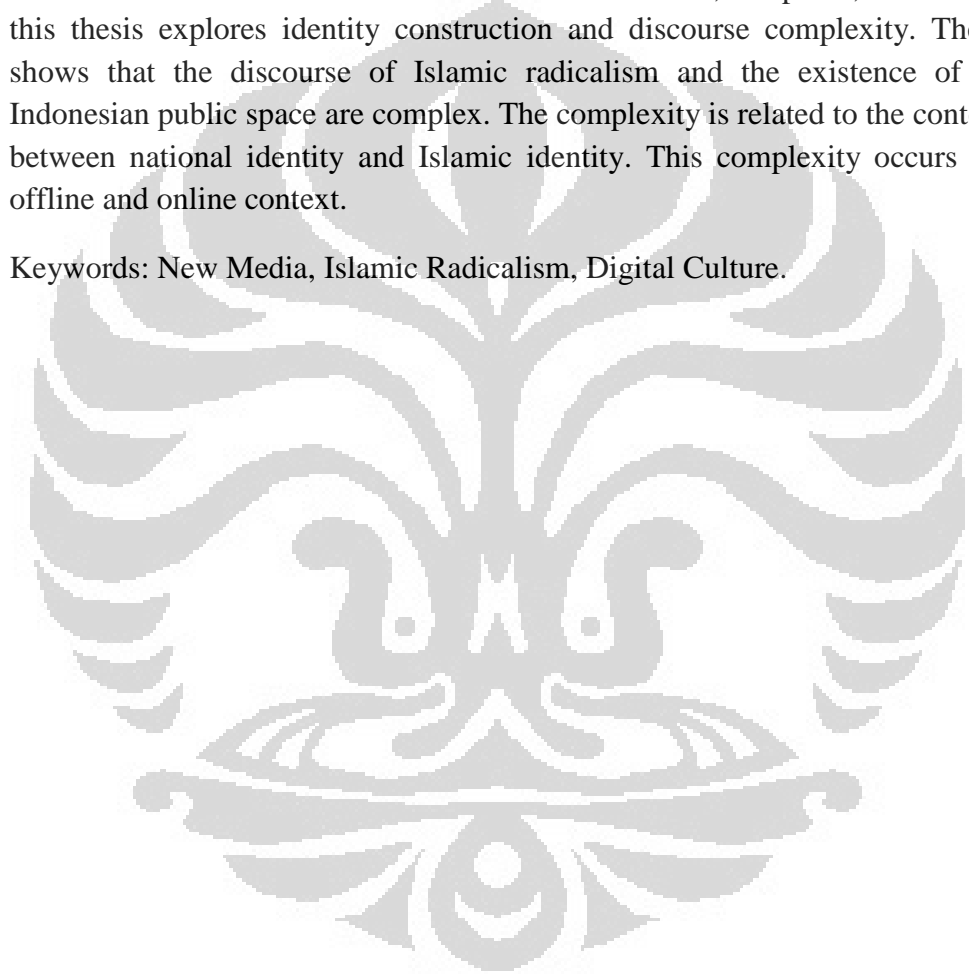 this thesis explores identity construction and discourse complexity. The
shows that the discourse of Islamic radicalism and the existence of
Indonesian public space are complex. The complexity is related to the
between national identity and Islamic identity. This complexity occurs
offline and online context.
Keywords: New Media, Islamic Radicalism, Digital Culture.